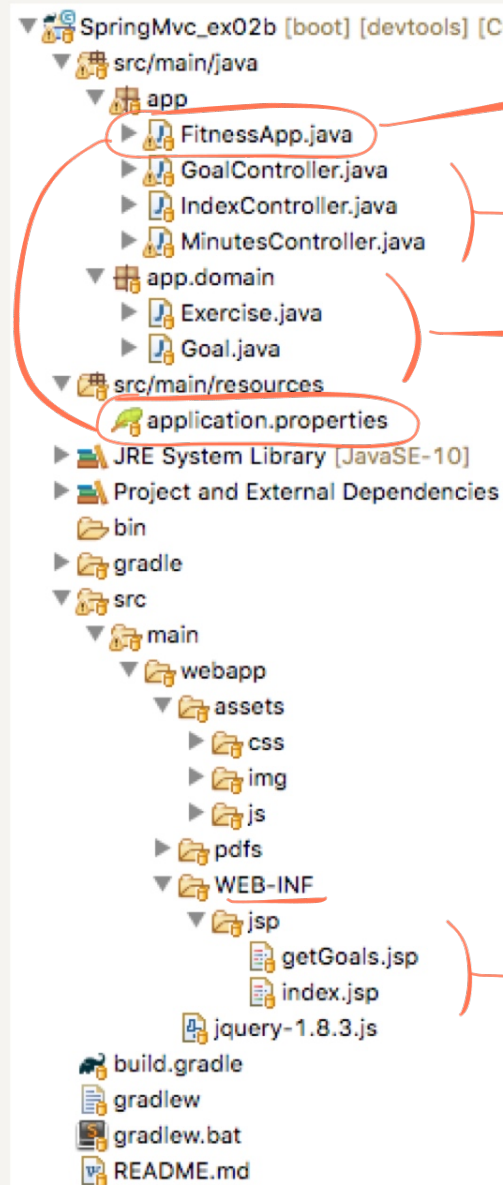 SpringMvc_ex02b [boot] [devtools] [C
src/main/java
app
FitnessApp.java
GoalController.java
IndexController.java
MinutesController.java
app.domain
Exercise.java
Goal.java
src/main/resources
application.properties
JRE System Library [JavaSE-10]
Project and External Dependencies
bin
gradle
src
main
webapp
assets
css
img
js
pdfs
WEB-INF
jsp
getGoals.jsp
index.jsp
jquery-1.8.3.js
build.gradle
gradlew
gradlew.bat
README.md